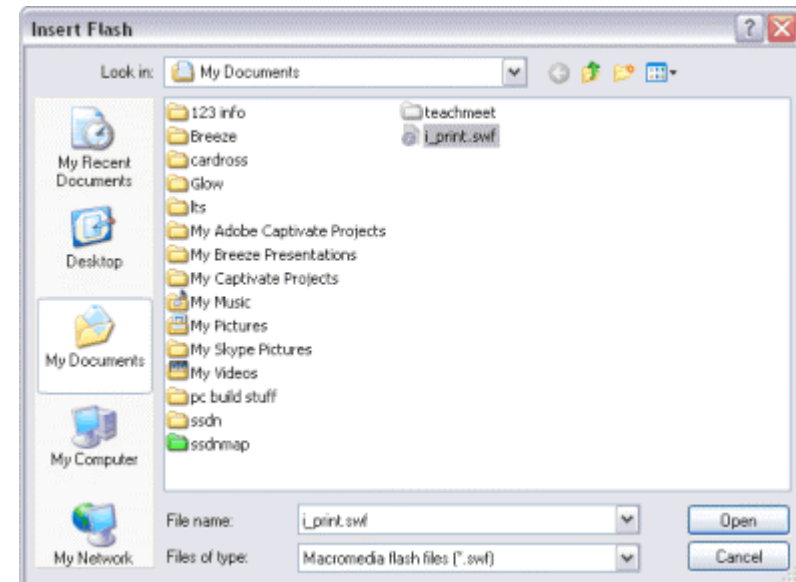 Insert Flash
Look in:
My Documents
My Recent
Documents
Desktop
My Documents
My Computer
My Network
123 info
Breeze
cardross
Glow
lts
My Adobe Captivate Projects
My Breeze Presentations
My Captivate Projects
My Music
My Pictures
My Skype Pictures
My Videos
pc build stuff
ssdn
ssdnmap
teachmeet
i_print.swf
File name:
i_print.swf
Open
Files of type:
Macromedia flash files (*.swf)
Cancel